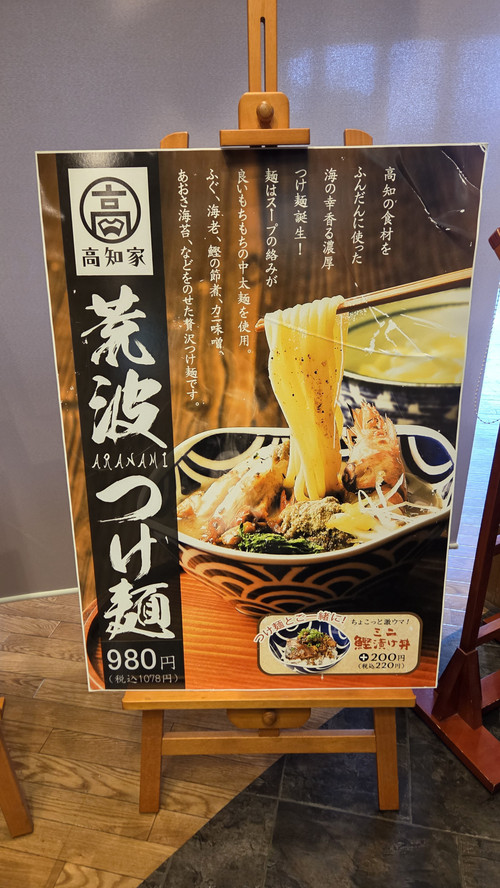 高
高知家
荒波
ARANAMI
つけ麺
980円
(税込1078円)
高知の食材を
ふんだんに使った
海の幸香る濃厚
つけ麺誕生！
麺はスープの絡みが
良いもちもちの中太麺を使用。
ふぐ、海老、鰹の節煮、カニ味噌、
あおさ海苔、などをのせた贅沢つけ麺です。
つけ麺とご一緒に！
ちょこっと激ウマ！
ミニ
鰹漬け丼
+200円
(税込220円)